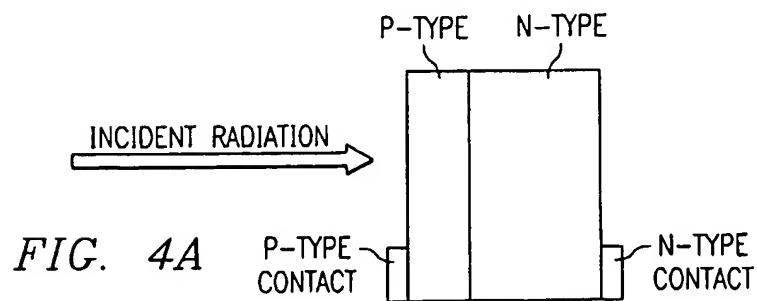 P-TYPE
N-TYPE
INCIDENT RADIATION
FIG. 4A
P-TYPE
CONTACT
N-TYPE
CONTACT